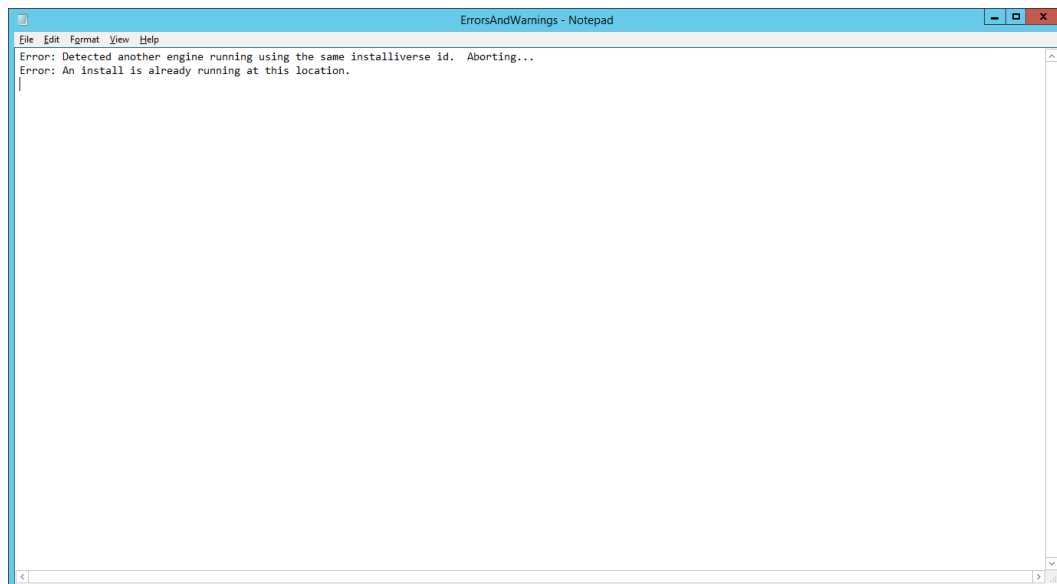 ErrorsAndWarnings - Notepad
File Edit Format View Help
Error: Detected another engine running using the same installiverse id.  Aborting...
Error: An install is already running at this location.